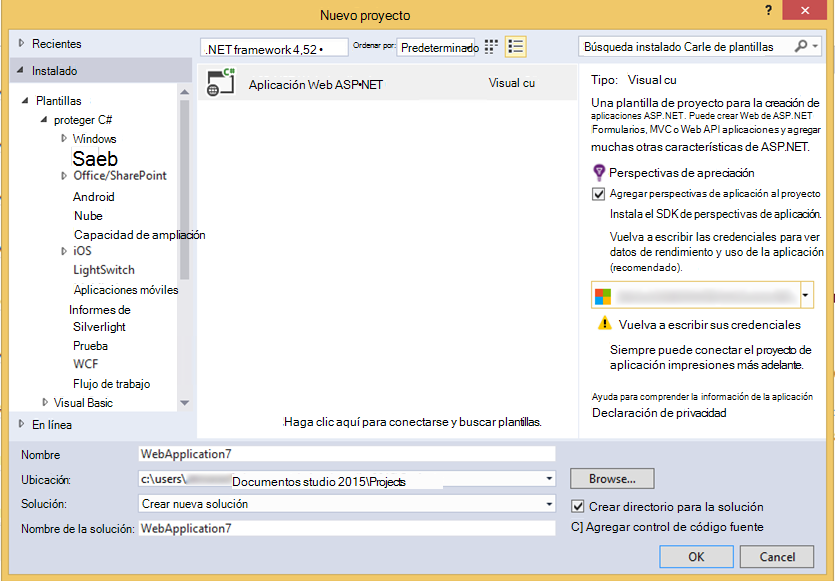 Nuevo proyecto
?
Recientes
Instalado
Plantillas
proteger C#
Windows
Saeb
Office/SharePoint
Android
Nube
Capacidad de ampliación
iOS
LightSwitch
Aplicaciones móviles
Informes de
Silverlight
Prueba
WCF
Flujo de trabajo
Visual Basic
En línea
.NET framework 4,52
Ordenar por:
Predeterminado
Aplicación Web ASP•NET
Visual cu
Haga clic aquí para conectarse y buscar plantillas.
Búsqueda instalado Carle de plantillas
Tipo: Visual cu
Una plantilla de proyecto para la creación de
aplicaciones ASP.NET. Puede crear Web de ASP.NET
Formularios, MVC o Web API aplicaciones y agregar
muchas otras características de ASP.NET.
Perspectivas de apreciación
Agregar perspectivas de aplicación al proyecto
Instala el SDK de perspectivas de aplicación.
Vuelva a escribir las credenciales para ver
datos de rendimiento y uso de la aplicación
(recomendado).
Vuelva a escribir sus credenciales
Siempre puede conectar el proyecto de
aplicación impresiones más adelante.
Ayuda para comprender la información de la aplicación
Declaración de privacidad
Nombre
WebApplication7
Ubicación:
c:\users\ Documentos studio 2015\Projects
Browse...
Solución:
Crear nueva solución
Crear directorio para la solución
Nombre de la solución:
WebApplication7
C] Agregar control de código fuente
OK
Cancel